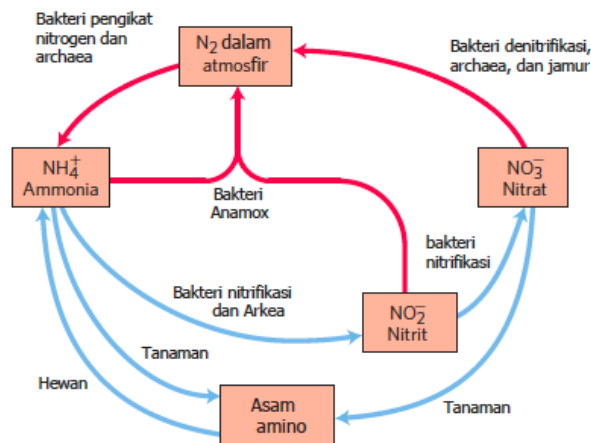 Bakteri pengikat
nitrogen dan
archaea
N₂ dalam
atmosfir
Bakteri denitrifikasi,
archaea, dan jamur
NH₄⁺
Ammonia
NO₃⁻
Nitrat
Bakteri
Anamox
bakteri
nitrifikasi
Bakteri nitrifikasi
dan Arkea
NO₂⁻
Nitrit
Tanaman
Hewan
Asam
amino
Tanaman